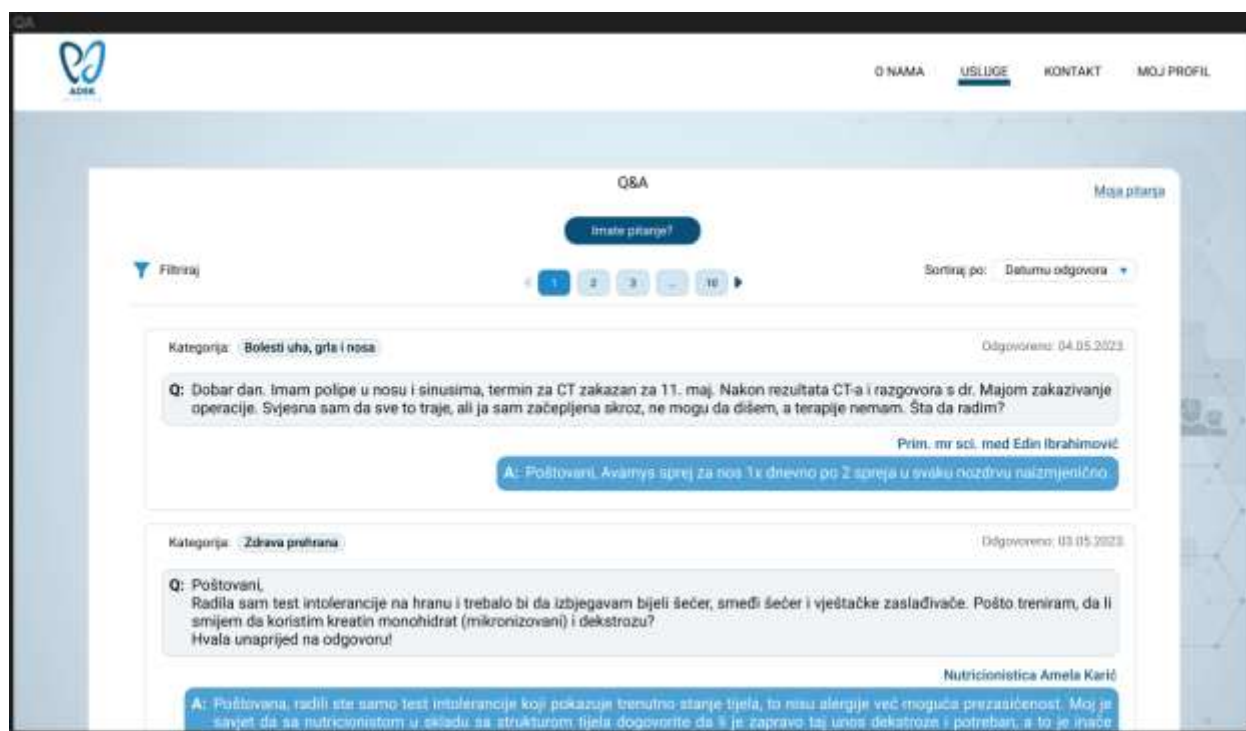 QA
ADEK
O NAMA USLUGE KONTAKT MOJ PROFIL
Q&A
Moja pitanja
Imate pitanje?
Filtriraj
1 2 3 ... 10
Sortiraj po: Datumu odgovora
Kategorija: Bolesti uha, grla i nosa
Odgovoreno: 04.05.2023.
Q: Dobar dan. Imam polipe u nosu i sinusima, termin za CT zakazan za 11. maj. Nakon rezultata CT-a i razgovora s dr. Majom zakazivanje
operacije. Svjesna sam da sve to traje, ali ja sam začepljena skroz, ne mogu da dišem, a terapije nemam. Šta da radim?
Prim. mr sci. med Edin Ibrahimović
A: Poštovani, Avamys sprej za nos 1x dnevno po 2 spreja u svaku nozdrvu naizmjenično.
Kategorija: Zdrava prehrana
Odgovoreno: 03.05.2023.
Q: Poštovani,
Radila sam test intolerancije na hranu i trebalo bi da izbjegavam bijeli šećer, smeđi šećer i vještačke zaslađivače. Pošto treniram, da li
smijem da koristim kreatin monohidrat (mikronizovani) i dekstrozu?
Hvala unaprijed na odgovoru!
Nutricionistica Amela Karić
A: Poštovana, radili ste samo test intolerancije koji pokazuje trenutno stanje tijela, to nisu alergije već moguća prezasićenost. Moj je
savjet da sa nutricionistom u skladu sa strukturom tijela dogovorite da li je zapravo taj unos dekstroze i potreban, a to je inače